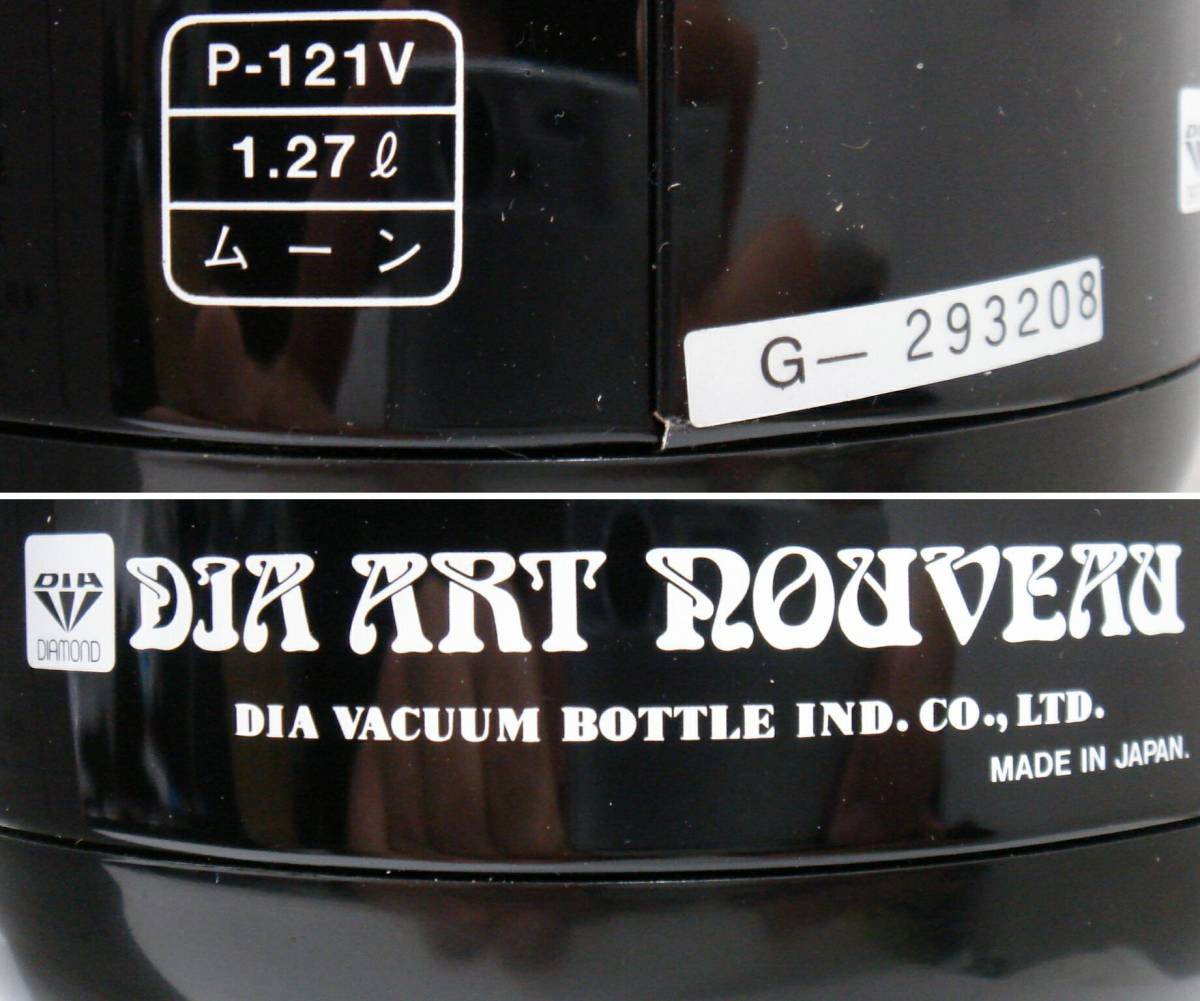 P-121V
1.27ℓ
ムーン
G— 293208
DIA
DIAMOND
DIA ART NOUVEAU
DIA VACUUM BOTTLE IND. CO., LTD.
MADE IN JAPAN.